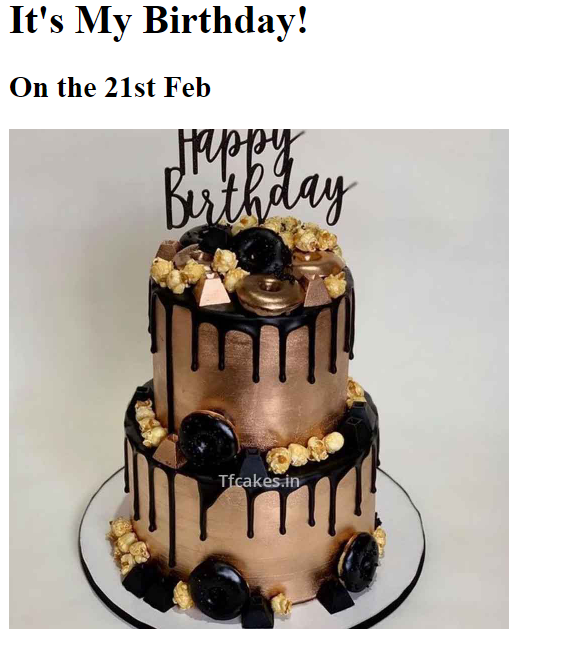 It's My Birthday!
On the 21st Feb
Happy
Birthday
Tfcakes.in